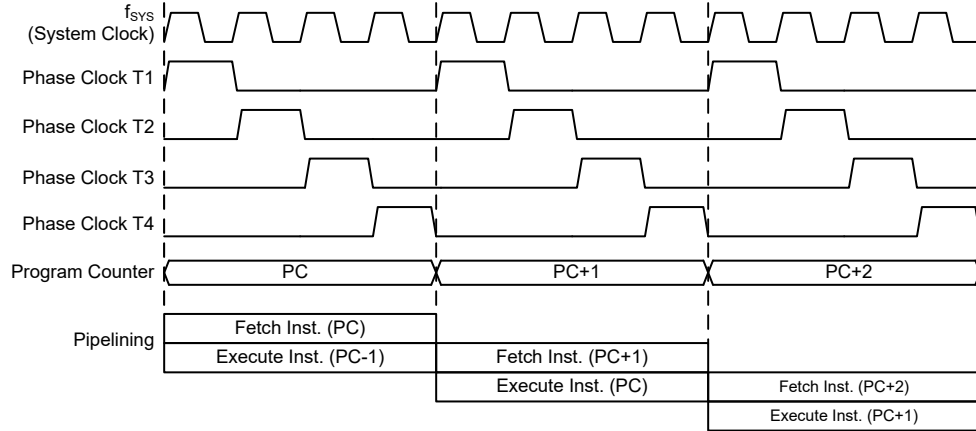 fSYS
(System Clock)
Phase Clock T1
Phase Clock T2
Phase Clock T3
Phase Clock T4
Program Counter PC PC+1 PC+2
Pipelining
Fetch Inst. (PC)
Execute Inst. (PC-1) Fetch Inst. (PC+1)
Execute Inst. (PC) Fetch Inst. (PC+2)
Execute Inst. (PC+1)